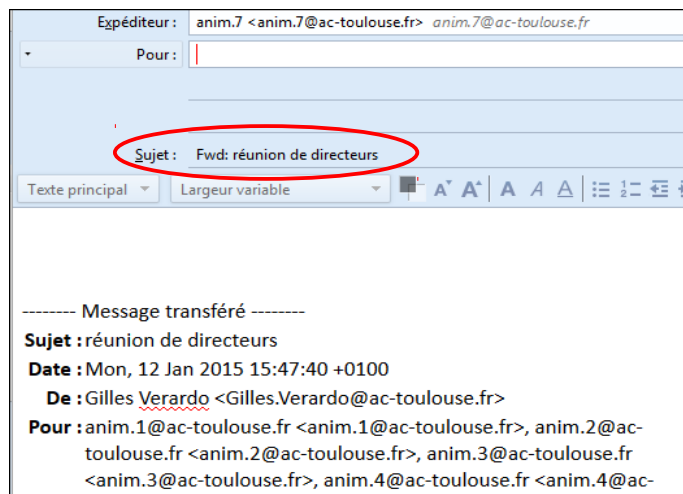 Expéditeur : anim.7 <anim.7@ac-toulouse.fr> anim.7@ac-toulouse.fr
Pour :
Sujet : Fwd: réunion de directeurs
Texte principal Largeur variable
-------- Message transféré --------
Sujet : réunion de directeurs
Date : Mon, 12 Jan 2015 15:47:40 +0100
De : Gilles Verardo <Gilles.Verardo@ac-toulouse.fr>
Pour : anim.1@ac-toulouse.fr <anim.1@ac-toulouse.fr>, anim.2@ac-
toulouse.fr <anim.2@ac-toulouse.fr>, anim.3@ac-toulouse.fr
<anim.3@ac-toulouse.fr>, anim.4@ac-toulouse.fr <anim.4@ac-